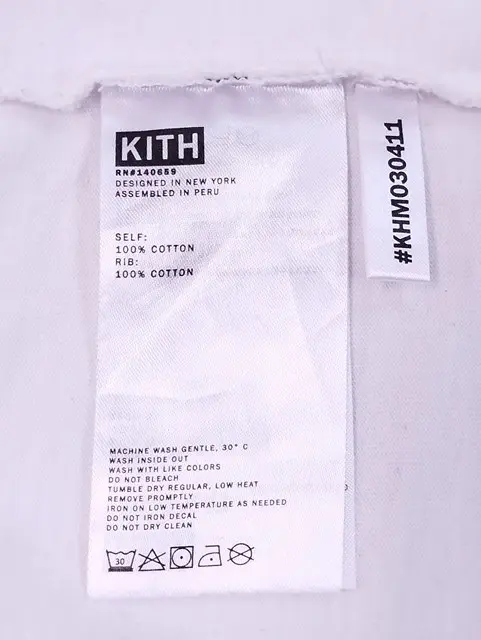 KITH
RN#140659
DESIGNED IN NEW YORK
ASSEMBLED IN PERU
SELF:
100% COTTON
RIB:
100% COTTON
MACHINE WASH GENTLE, 30° C
WASH INSIDE OUT
WASH WITH LIKE COLORS
DO NOT BLEACH
TUMBLE DRY REGULAR, LOW HEAT
REMOVE PROMPTLY
IRON ON LOW TEMPERATURE AS NEEDED
DO NOT IRON DECAL
DO NOT DRY CLEAN
30
#KHM030411